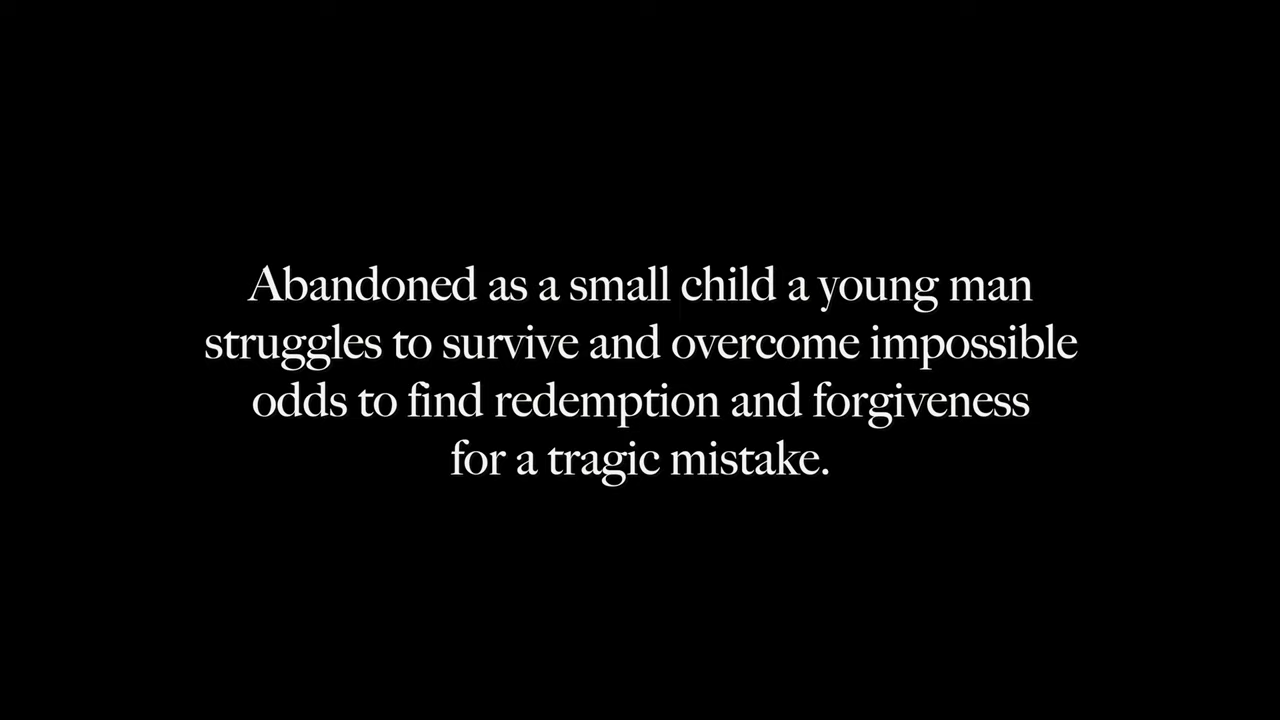 Abandoned as a small child a young man
struggles to survive and overcome impossible
odds to find redemption and forgiveness
for a tragic mistake.